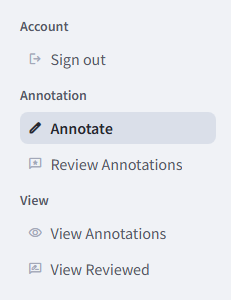 Account
Sign out
Annotation
Annotate
Review Annotations
View
View Annotations
View Reviewed